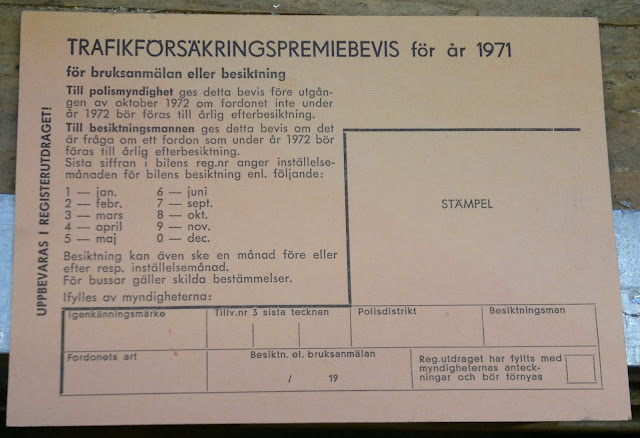 TRAFIKFÖRSÄKRINGSPREMIEBEVIS för år 1971
för bruksanmälan eller besiktning
Till polismyndighet ges detta bevis före utgån-
gen av oktober 1972 om fordonet inte under
år 1972 bör föras till årlig efterbesiktning.
Till besiktningsmannen ges detta bevis om det
är fråga om ett fordon som under år 1972 bör
föras till årlig efterbesiktning.
Sista siffran i bilens reg.nr anger inställelse-
månaden för bilens besiktning enl. följande:
1 — jan. 6 — juni
2 — febr. 7 — sept.
3 — mars 8 — okt.
4 — april 9 — nov.
5 — maj 0 — dec.
Besiktning kan även ske en månad före eller
efter resp. inställelsemånad.
För bussar gäller skilda bestämmelser.
Ifylles av myndigheterna:
UPPBEVARAS I REGISTERUTDRAGET!
STÄMPEL
Igenkänningsmärke Tillv.nr 3 sista tecknen Polisdistrikt Besiktningsman
Fordonets art Besiktn. el. bruksanmälan
/ 19
Reg.utdraget har fyllts med
myndigheternas anteck-
ningar och bör förnyas